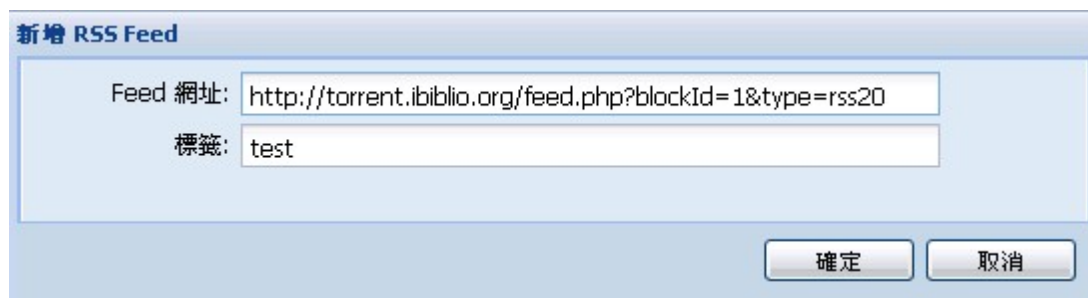 新增 RSS Feed
Feed 網址: http://torrent.ibiblio.org/feed.php?blockId=1&type=rss20
標籤: test
確定 取消